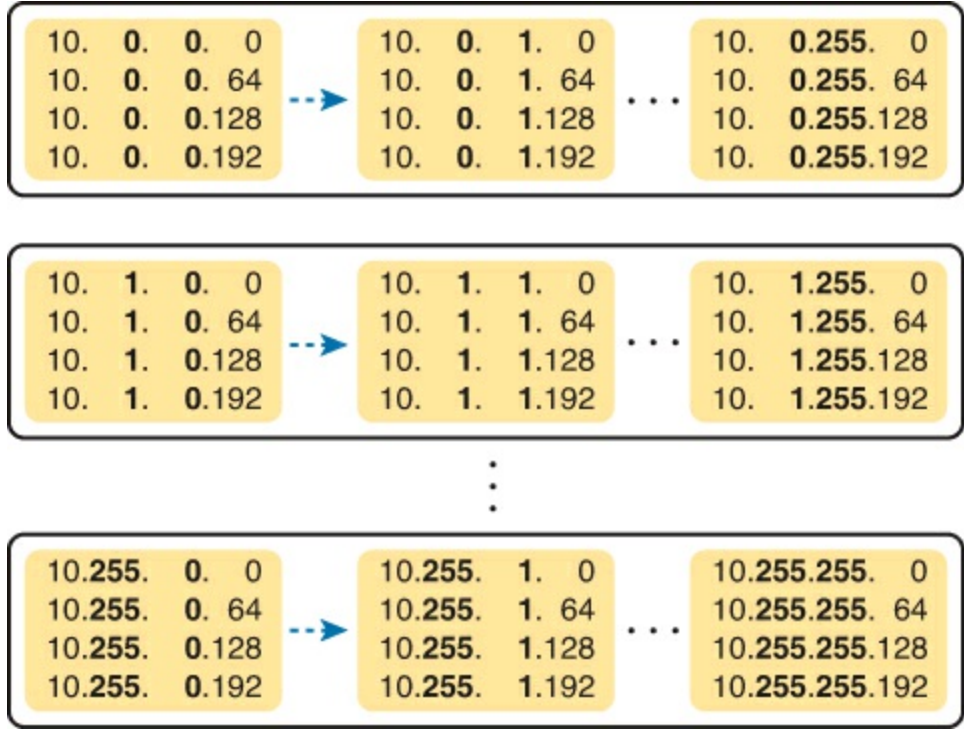 10. 0. 0. 0
10. 0. 0. 64
10. 0. 0.128
10. 0. 0.192
10. 0. 1. 0
10. 0. 1. 64
10. 0. 1.128
10. 0. 1.192
...
10. 0.255. 0
10. 0.255. 64
10. 0.255.128
10. 0.255.192
10. 1. 0. 0
10. 1. 0. 64
10. 1. 0.128
10. 1. 0.192
10. 1. 1. 0
10. 1. 1. 64
10. 1. 1.128
10. 1. 1.192
...
10. 1.255. 0
10. 1.255. 64
10. 1.255.128
10. 1.255.192
...
10.255. 0. 0
10.255. 0. 64
10.255. 0.128
10.255. 0.192
10.255. 1. 0
10.255. 1. 64
10.255. 1.128
10.255. 1.192
...
10.255.255. 0
10.255.255. 64
10.255.255.128
10.255.255.192